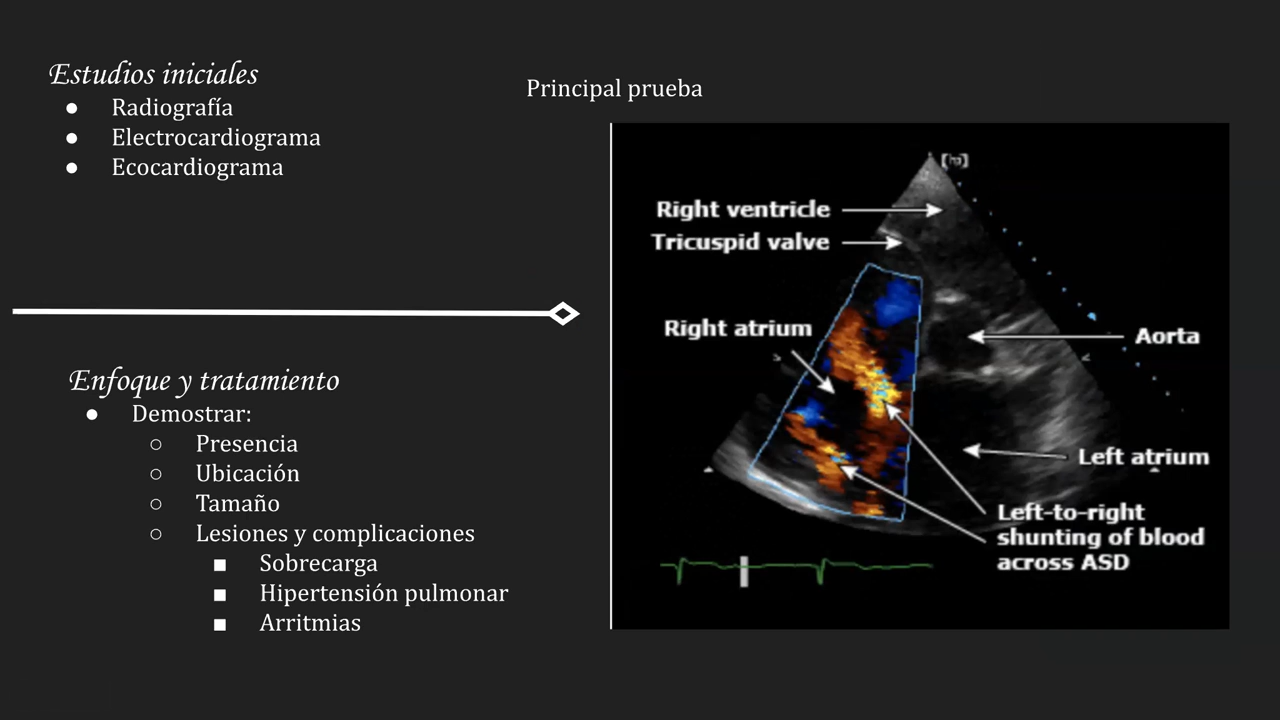 Estudios iniciales
● Radiografía
● Electrocardiograma
● Ecocardiograma
Enfoque y tratamiento
● Demostrar:
○ Presencia
○ Ubicación
○ Tamaño
○ Lesiones y complicaciones
■ Sobrecarga
■ Hipertensión pulmonar
■ Arritmias
Principal prueba
Right ventricle
Tricuspid valve
Right atrium
Aorta
Left atrium
Left-to-right
shunting of blood
across ASD